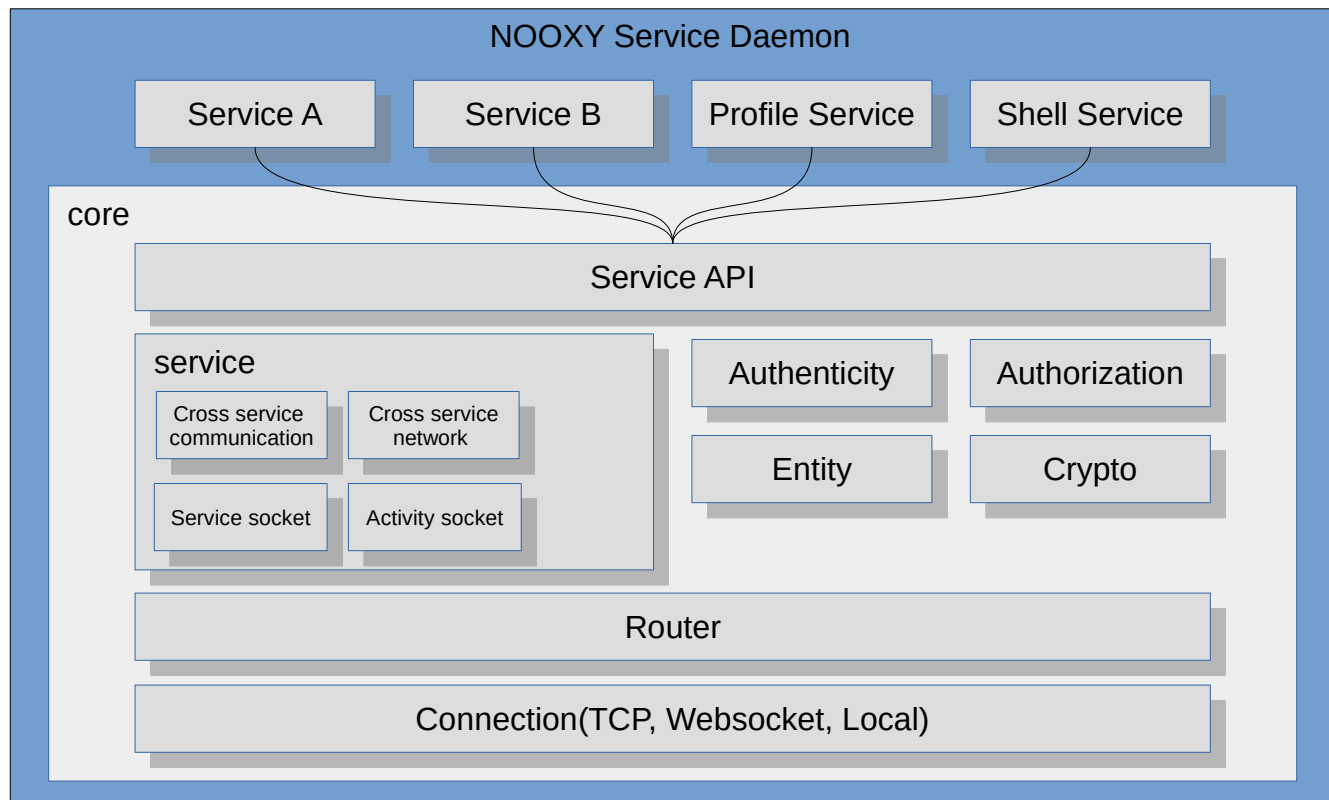 NOOXY Service Daemon
Service A
Service B
Profile Service
Shell Service
core
Service API
service
Authenticity
Authorization
Cross service
communication
Cross service
network
Entity
Crypto
Service socket
Activity socket
Router
Connection(TCP, Websocket, Local)